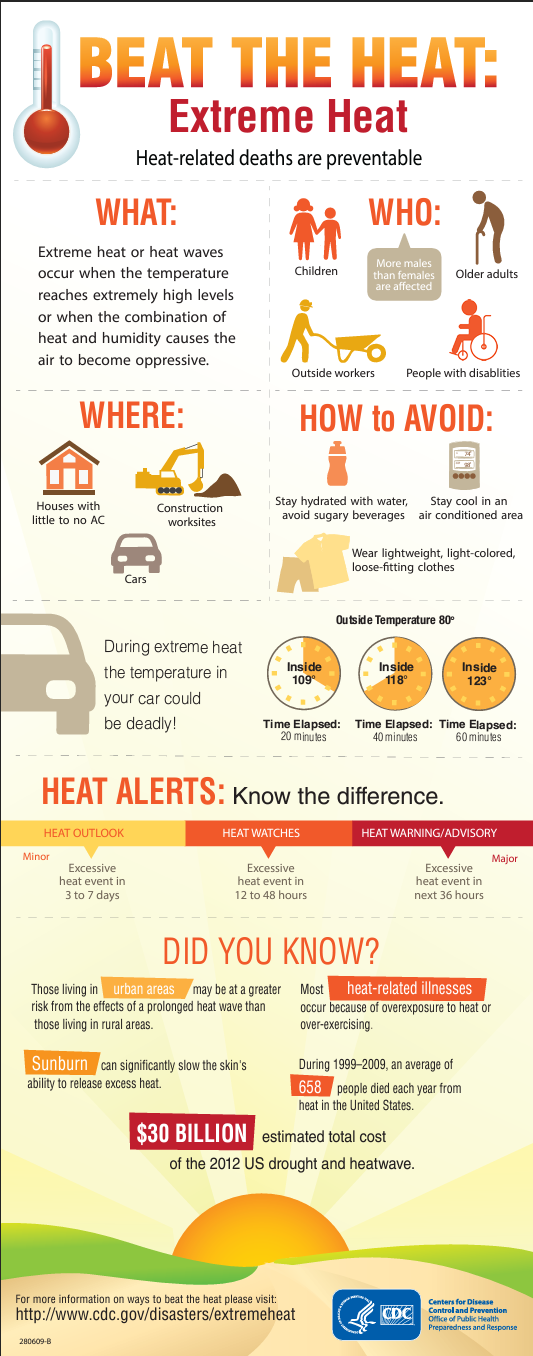 BEAT THE HEAT:
Extreme Heat
Heat-related deaths are preventable
WHAT:
Extreme heat or heat waves
occur when the temperature
reaches extremely high levels
or when the combination of
heat and humidity causes the
air to become oppressive.
WHO:
Children
More males
than females
are affected
Older adults
Outside workers
People with disablities
WHERE:
Houses with
little to no AC
Construction
worksites
Cars
HOW to AVOID:
Stay hydrated with water,
avoid sugary beverages
Stay cool in an
air conditioned area
Wear lightweight, light-colored,
loose-fitting clothes
During extreme heat
the temperature in
your car could
be deadly!
Outside Temperature 80°
Inside
109°
Time Elapsed:
20 minutes
Inside
118°
Time Elapsed:
40 minutes
Inside
123°
Time Elapsed:
60 minutes
HEAT ALERTS: Know the difference.
HEAT OUTLOOK
HEAT WATCHES
HEAT WARNING/ADVISORY
Minor
Major
Excessive
heat event in
3 to 7 days
Excessive
heat event in
12 to 48 hours
Excessive
heat event in
next 36 hours
DID YOU KNOW?
Those living in urban areas may be at a greater
risk from the effects of a prolonged heat wave than
those living in rural areas.
Most heat-related illnesses
occur because of overexposure to heat or
over-exercising.
Sunburn can significantly slow the skin's
ability to release excess heat.
During 1999–2009, an average of
658 people died each year from
heat in the United States.
$30 BILLION estimated total cost
of the 2012 US drought and heatwave.
For more information on ways to beat the heat please visit:
http://www.cdc.gov/disasters/extremeheat
280609-B
CDC
Centers for Disease
Control and Prevention
Office of Public Health
Preparedness and Response